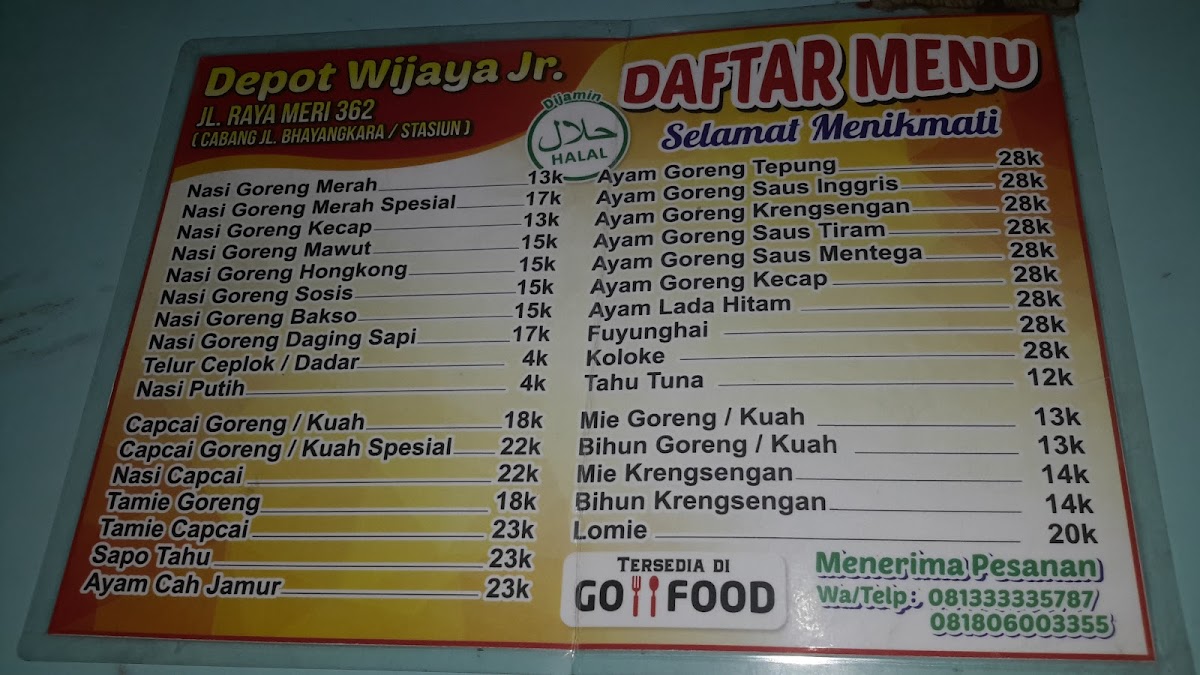 Depot Wijaya Jr.
JL. RAYA MERI 362
( CABANG JL. BHAYANGKARA / STASIUN )
Dijamin
حلال
HALAL
DAFTAR MENU
Selamat Menikmati
Nasi Goreng Merah 13k
Nasi Goreng Merah Spesial 17k
Nasi Goreng Kecap 13k
Nasi Goreng Mawut 15k
Nasi Goreng Hongkong 15k
Nasi Goreng Sosis 15k
Nasi Goreng Bakso 15k
Nasi Goreng Daging Sapi 17k
Telur Ceplok / Dadar 4k
Nasi Putih 4k
Capcai Goreng / Kuah 18k
Capcai Goreng / Kuah Spesial 22k
Nasi Capcai 22k
Tamie Goreng 18k
Tamie Capcai 23k
Sapo Tahu 23k
Ayam Cah Jamur 23k
Ayam Goreng Tepung 28k
Ayam Goreng Saus Inggris 28k
Ayam Goreng Krengsengan 28k
Ayam Goreng Saus Tiram 28k
Ayam Goreng Saus Mentega 28k
Ayam Goreng Kecap 28k
Ayam Lada Hitam 28k
Fuyunghai 28k
Koloke 28k
Tahu Tuna 12k
Mie Goreng / Kuah 13k
Bihun Goreng / Kuah 13k
Mie Krengsengan 14k
Bihun Krengsengan 14k
Lomie 20k
TERSEDIA DI
GO FOOD
Menerima Pesanan
Wa/Telp : 081333335787/
081806003355